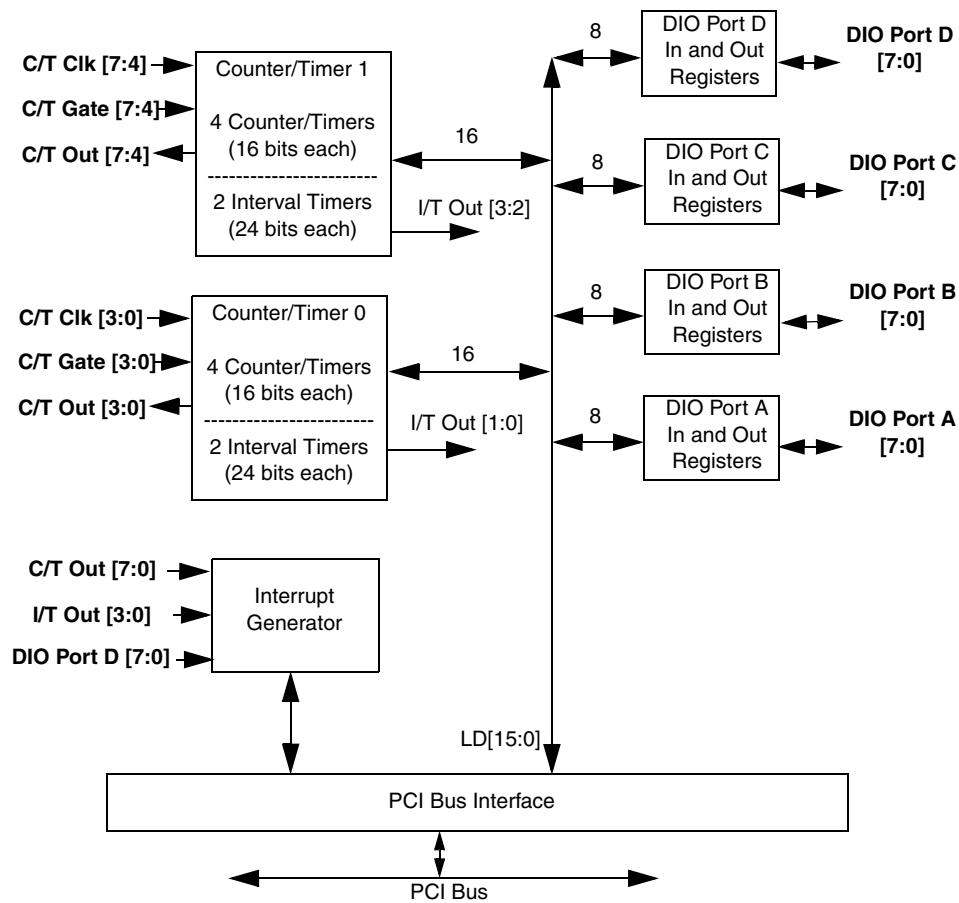 C/T Clk [7:4]
C/T Gate [7:4]
C/T Out [7:4]
Counter/Timer 1
4 Counter/Timers
(16 bits each)
2 Interval Timers
(24 bits each)
16
I/T Out [3:2]
C/T Clk [3:0]
C/T Gate [3:0]
C/T Out [3:0]
Counter/Timer 0
4 Counter/Timers
(16 bits each)
2 Interval Timers
(24 bits each)
16
I/T Out [1:0]
8
DIO Port D
In and Out
Registers
DIO Port D
[7:0]
8
DIO Port C
In and Out
Registers
DIO Port C
[7:0]
8
DIO Port B
In and Out
Registers
DIO Port B
[7:0]
8
DIO Port A
In and Out
Registers
DIO Port A
[7:0]
C/T Out [7:0]
I/T Out [3:0]
DIO Port D [7:0]
Interrupt
Generator
LD[15:0]
PCI Bus Interface
PCI Bus